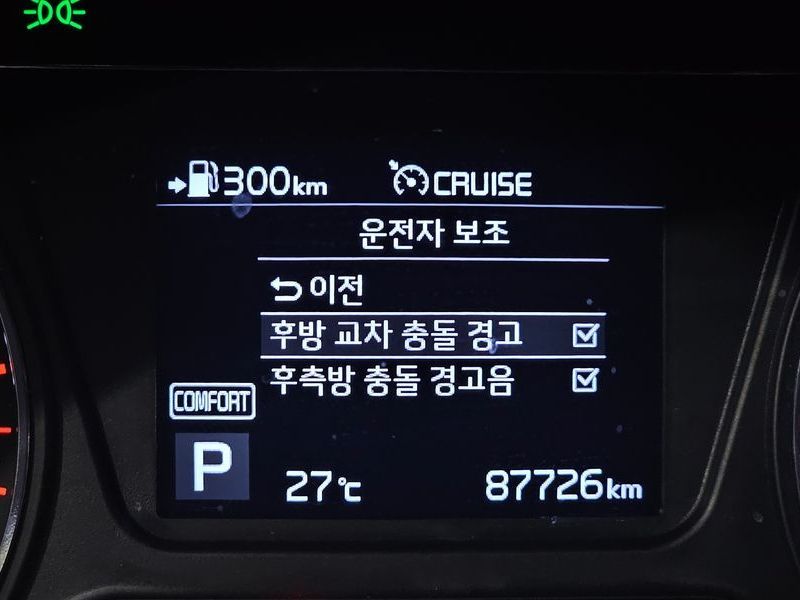 300km CRUISE
운전자 보조
이전
후방 교차 충돌 경고
후측방 충돌 경고음
COMFORT
P
27℃ 87726km